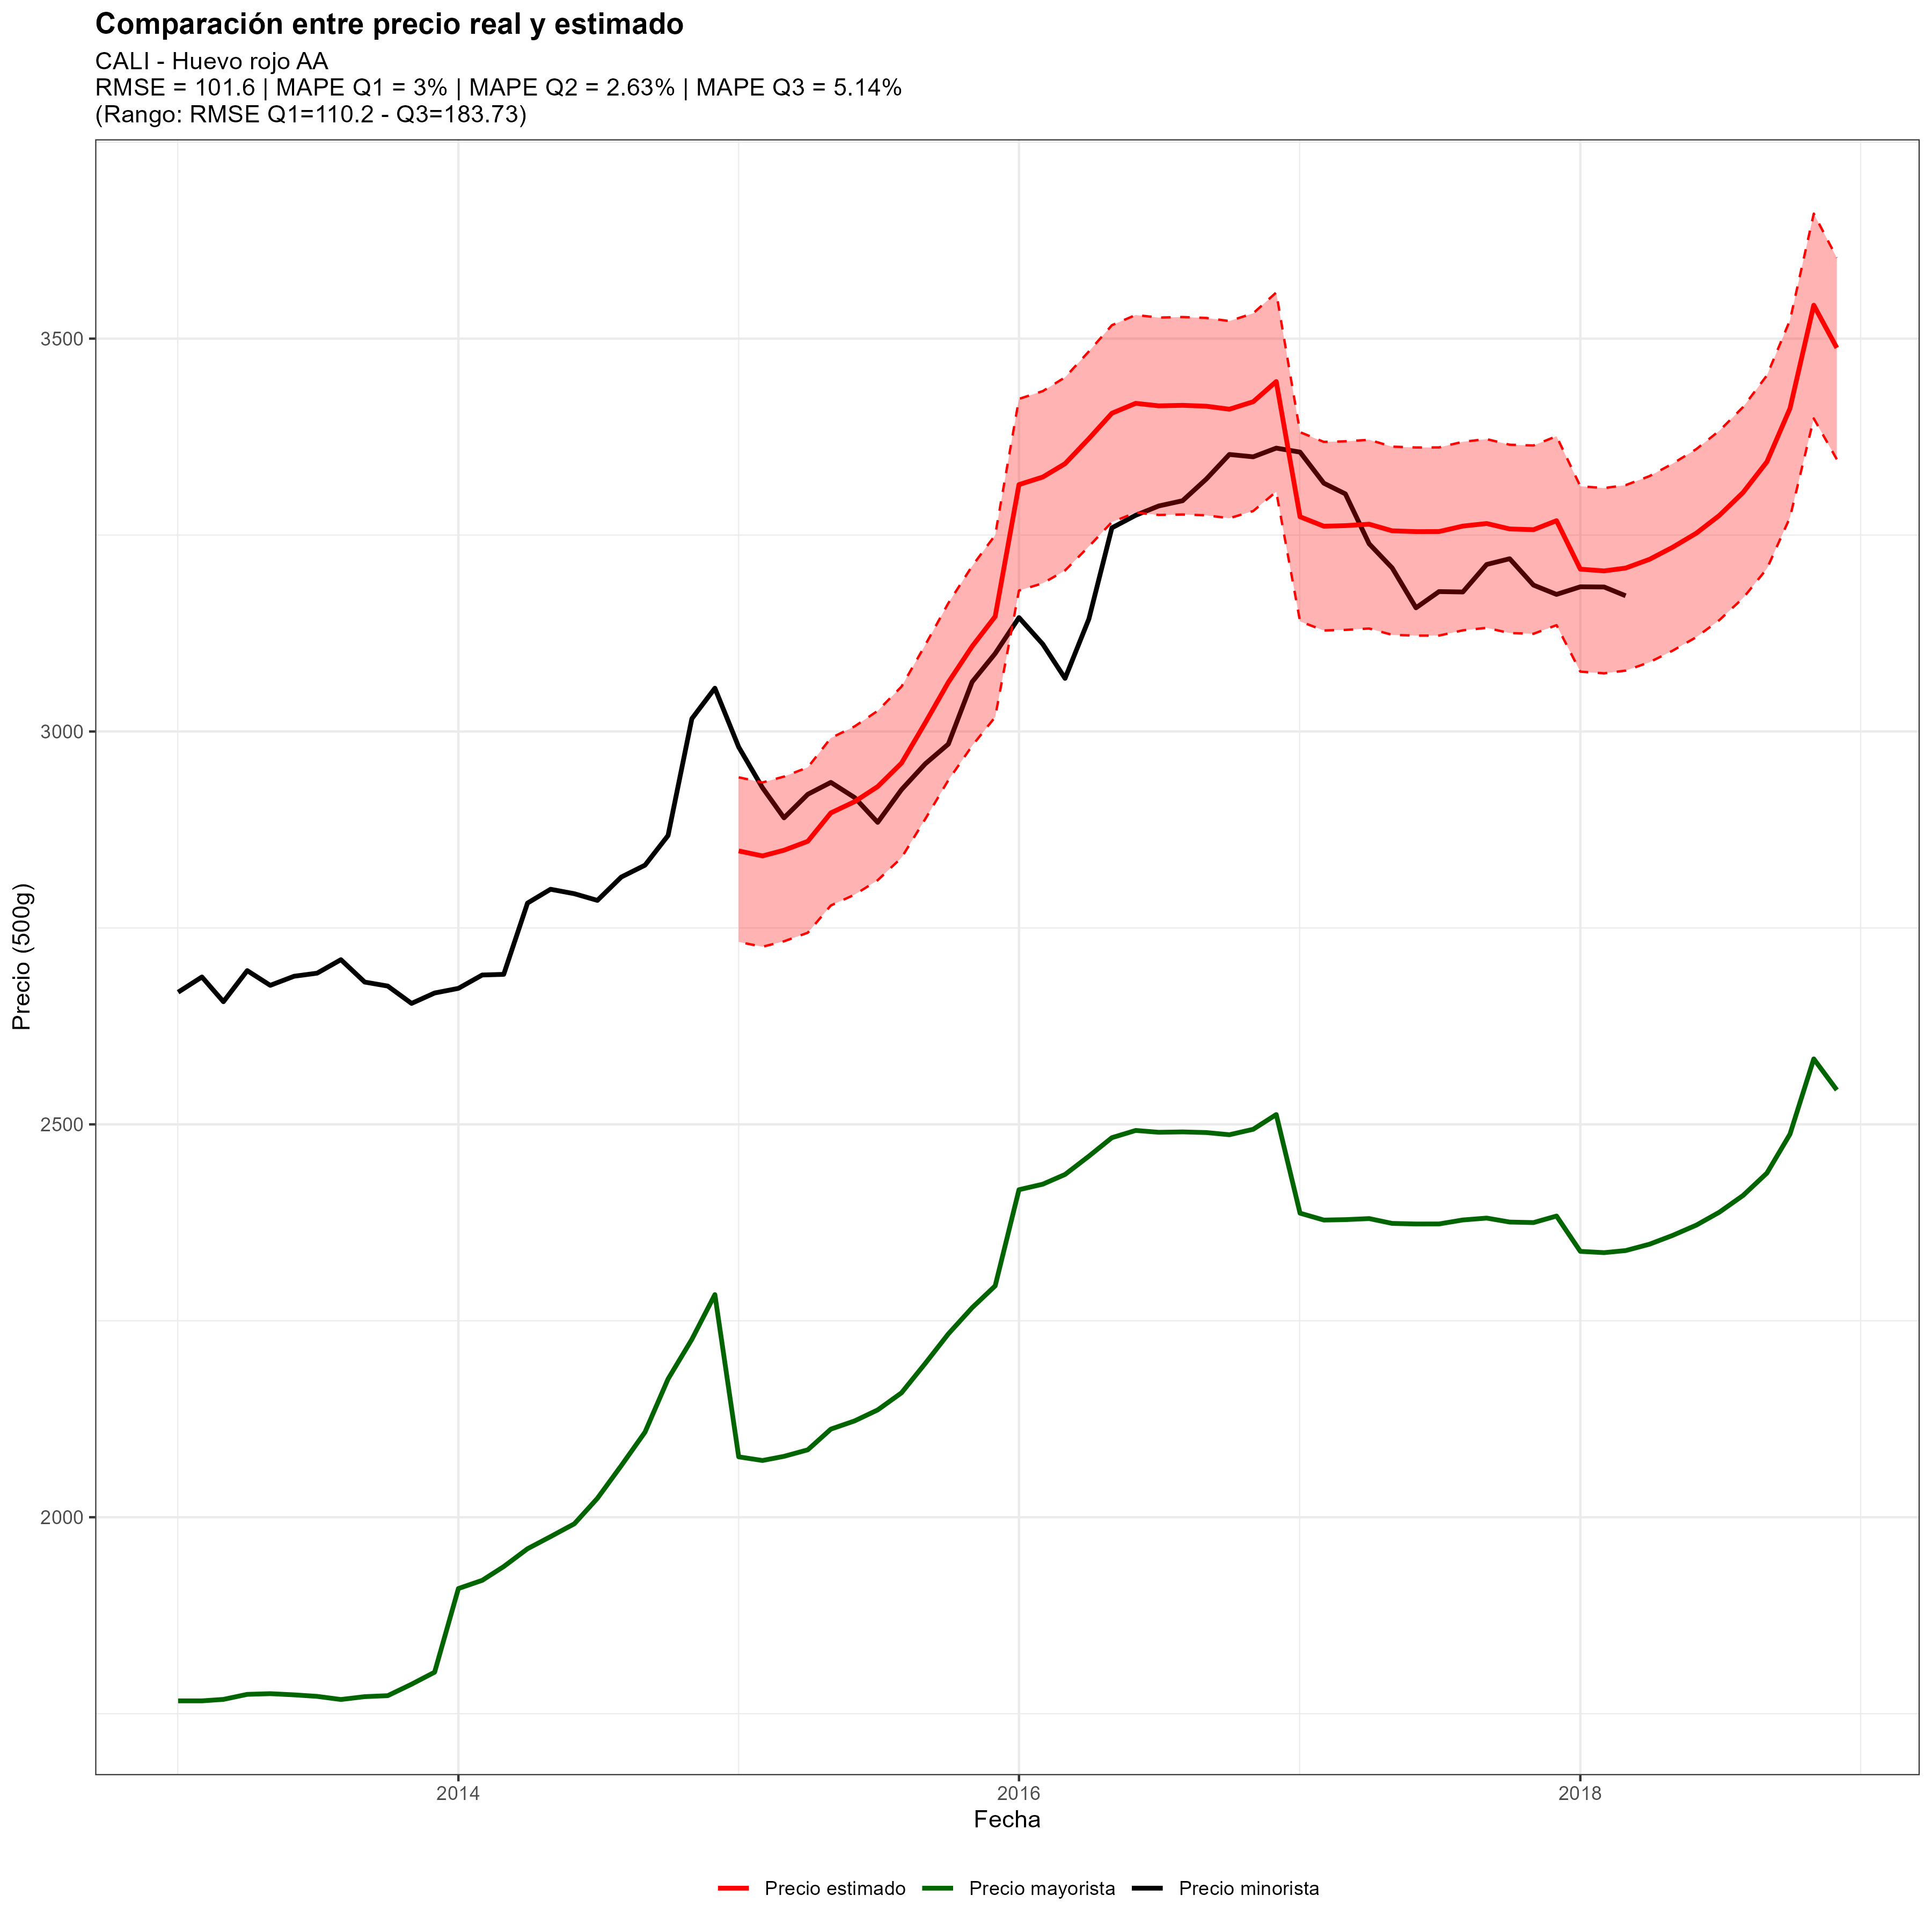 Comparación entre precio real y estimado
CALI - Huevo rojo AA
RMSE = 101.6 | MAPE Q1 = 3% | MAPE Q2 = 2.63% | MAPE Q3 = 5.14%
(Rango: RMSE Q1=110.2 - Q3=183.73)
Precio (500g)
3500
3000
2500
2000
2014
2016
2018
Fecha
Precio estimado
Precio mayorista
Precio minorista